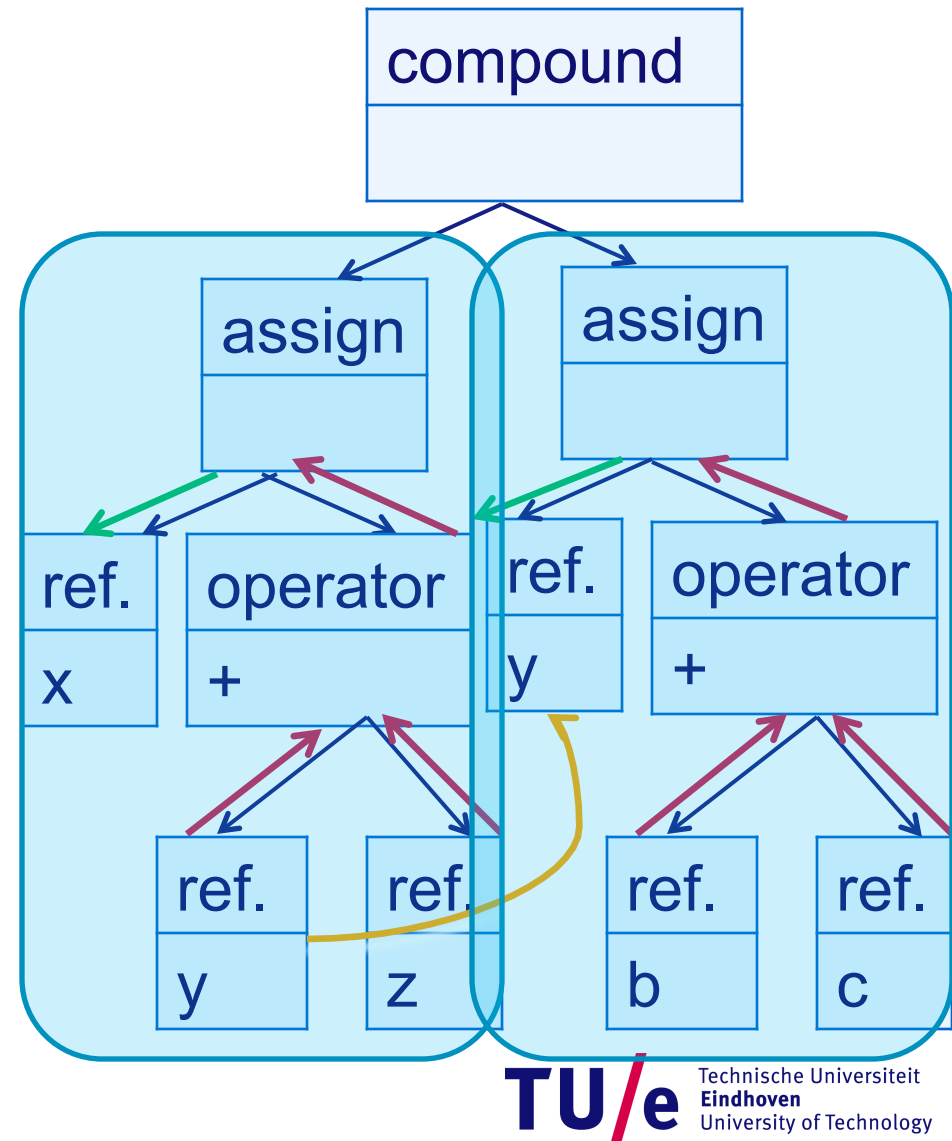 compound
assign
assign
ref.
x
operator
+
ref.
y
operator
+
ref.
y
ref.
z
ref.
b
ref.
c
TU/e
Technische Universiteit
Eindhoven
University of Technology